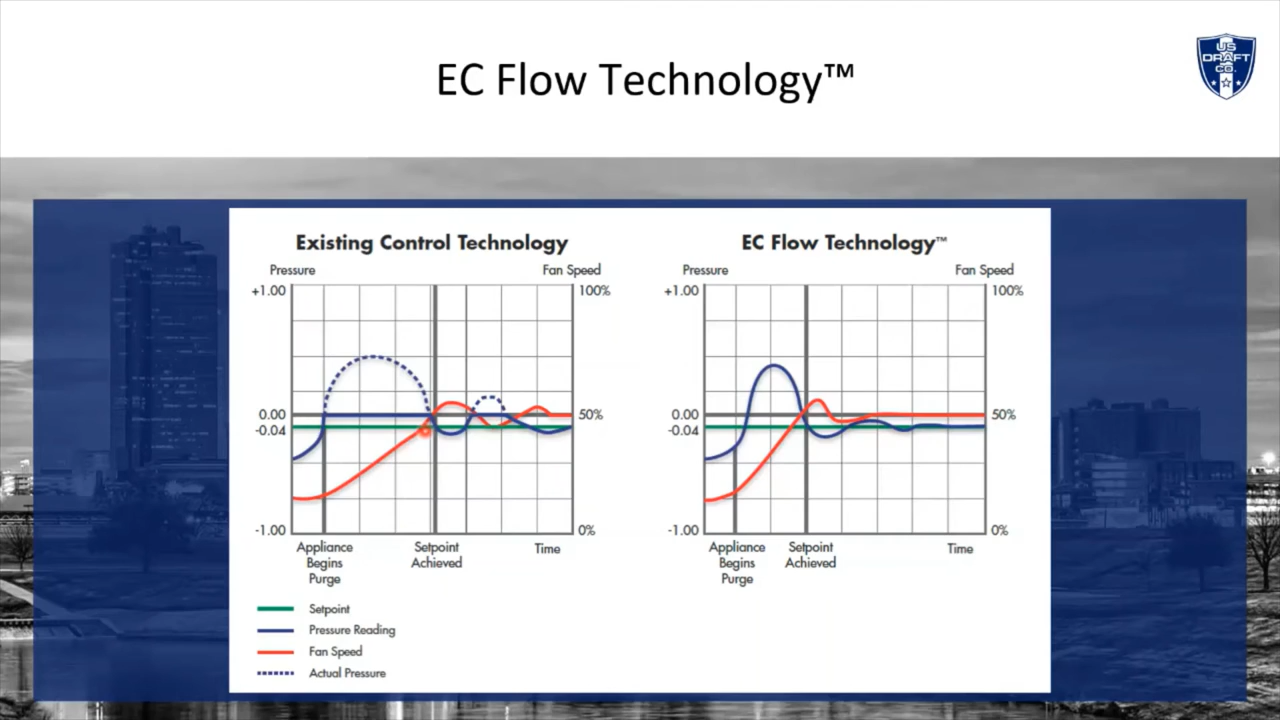 EC Flow Technology™
US
DRAFT
CO.
Existing Control Technology
Pressure
Fan Speed
+1.00
100%
0.00
50%
-0.04
-1.00
0%
Appliance
Begins
Purge
Setpoint
Achieved
Time
EC Flow Technology™
Pressure
Fan Speed
+1.00
100%
0.00
50%
-0.04
-1.00
0%
Appliance
Begins
Purge
Setpoint
Achieved
Time
Setpoint
Pressure Reading
Fan Speed
Actual Pressure